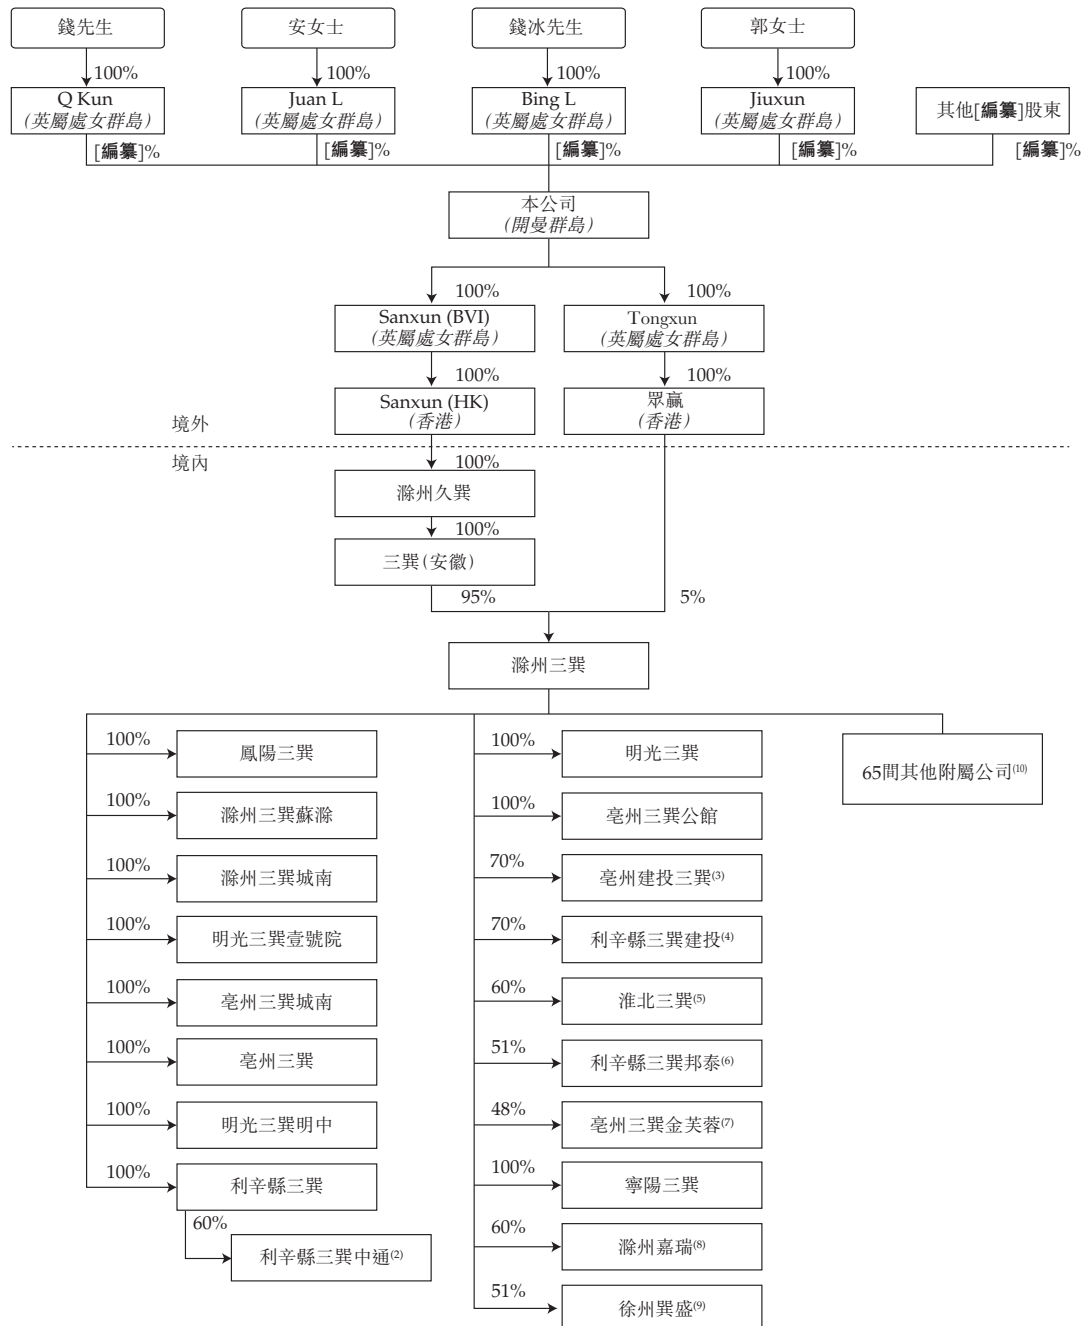 錢先生
安女士
錢冰先生
郭女士
100%
100%
100%
100%
Q Kun
(英屬處女群島)
Juan L
(英屬處女群島)
Bing L
(英屬處女群島)
Jiuxun
(英屬處女群島)
其他[編纂]股東
[編纂]%
[編纂]%
[編纂]%
[編纂]%
[編纂]%
本公司
(開曼群島)
100%
100%
Sanxun (BVI)
(英屬處女群島)
Tongxun
(英屬處女群島)
100%
100%
Sanxun (HK)
(香港)
眾贏
(香港)
境外
境內
100%
滁州久巽
100%
三巽(安徽)
95%
5%
滁州三巽
100%
鳳陽三巽
100%
滁州三巽蘇滁
100%
滁州三巽城南
100%
明光三巽壹號院
100%
亳州三巽城南
100%
亳州三巽
100%
明光三巽明中
100%
利辛縣三巽
60%
利辛縣三巽中通(2)
100%
明光三巽
100%
亳州三巽公館
70%
亳州建投三巽(3)
70%
利辛縣三巽建投(4)
60%
淮北三巽(5)
51%
利辛縣三巽邦泰(6)
48%
亳州三巽金芙蓉(7)
100%
寧陽三巽
60%
滁州嘉瑞(8)
51%
徐州巽盛(9)
65間其他附屬公司(10)